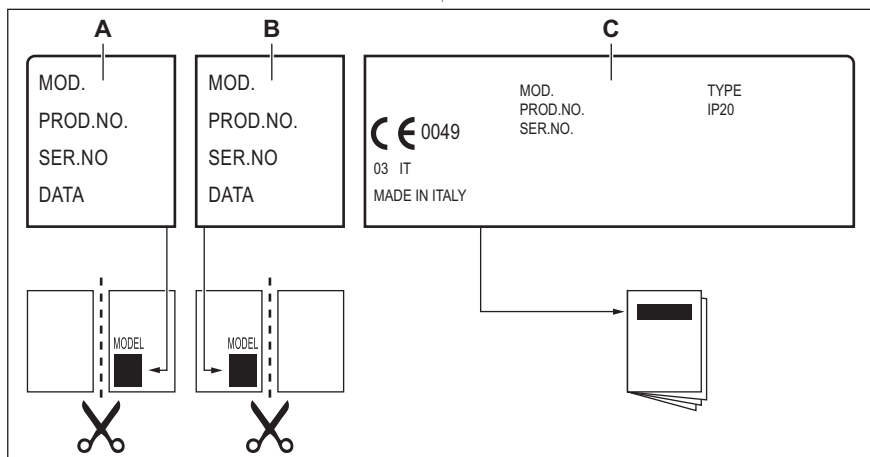 A
B
C
MOD.
PROD.NO.
SER.NO
DATA
MOD.
PROD.NO.
SER.NO
DATA
MOD.
PROD.NO.
SER.NO.
TYPE
IP20
CE 0049
03 IT
MADE IN ITALY
MODEL
MODEL